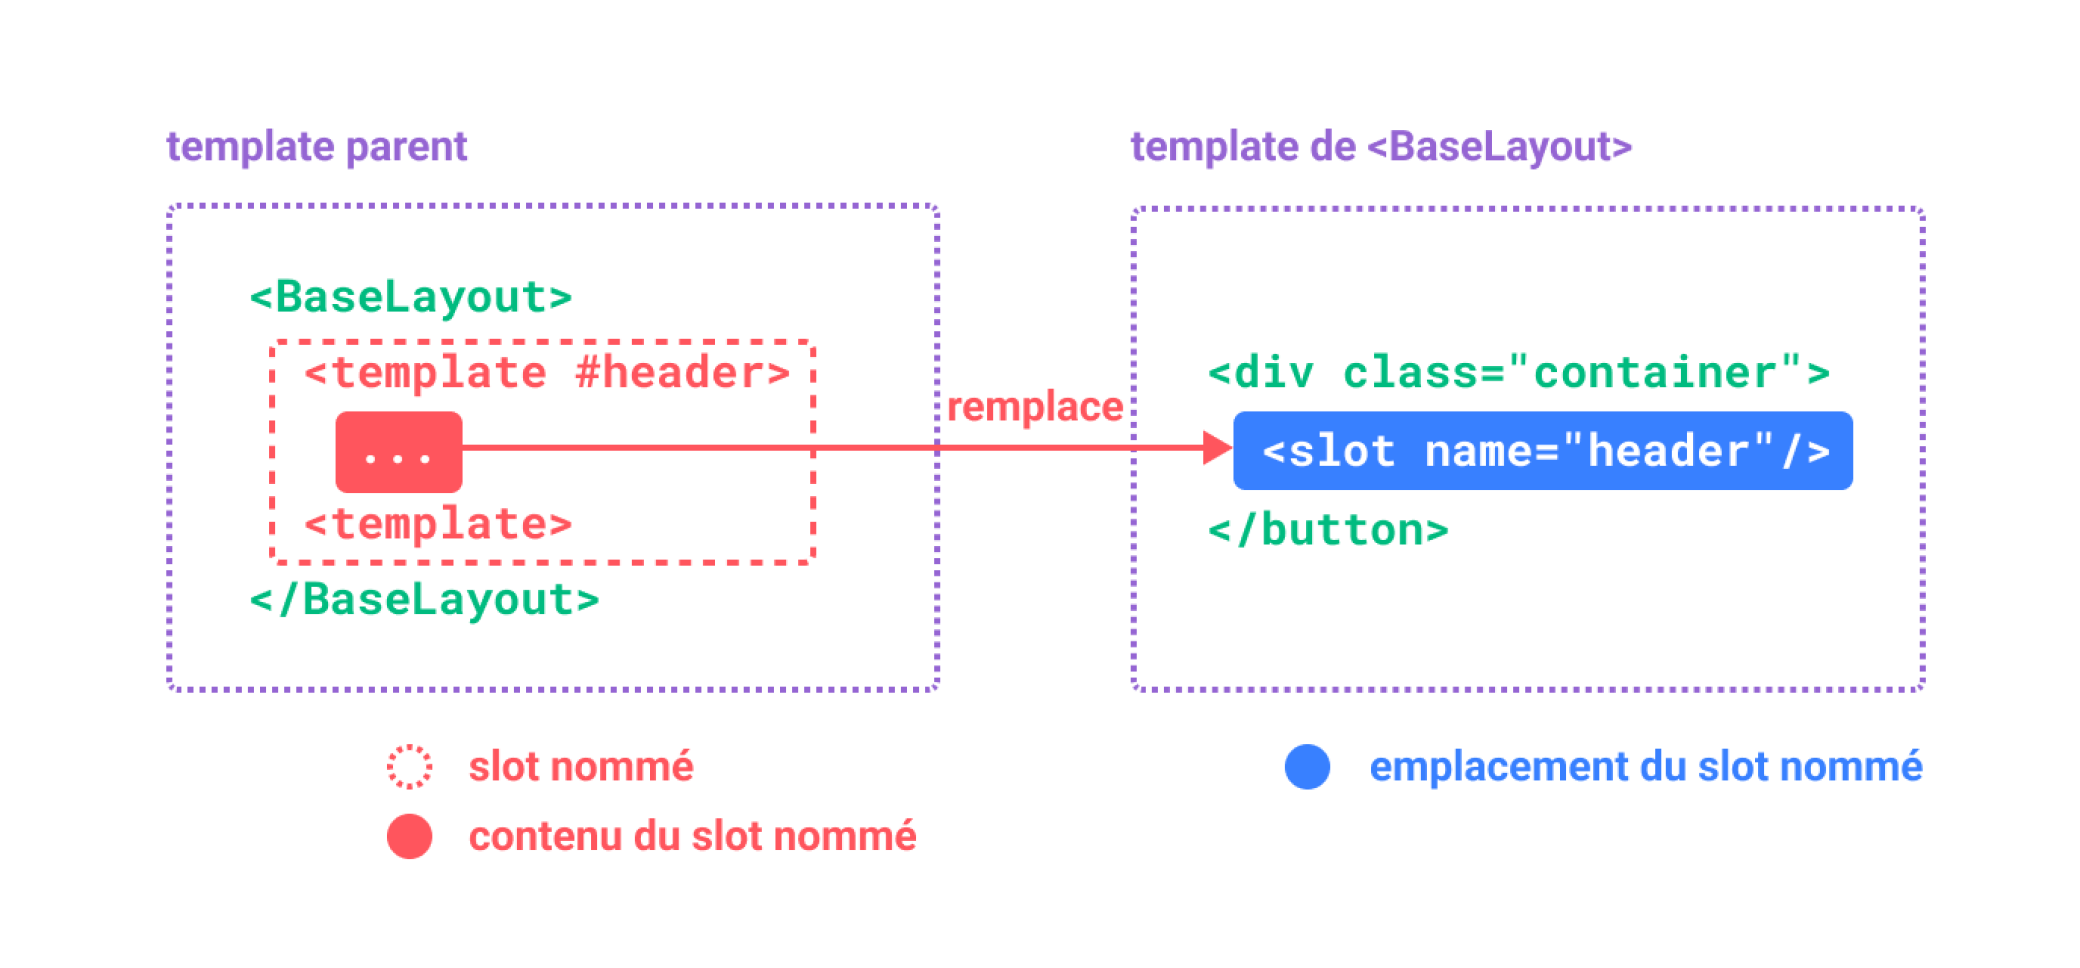 template parent
<BaseLayout>
<template #header>
...
<template>
</BaseLayout>
remplace
template de <BaseLayout>
<div class="container">
<slot name="header"/>
</button>
slot nommé
contenu du slot nommé
emplacement du slot nommé